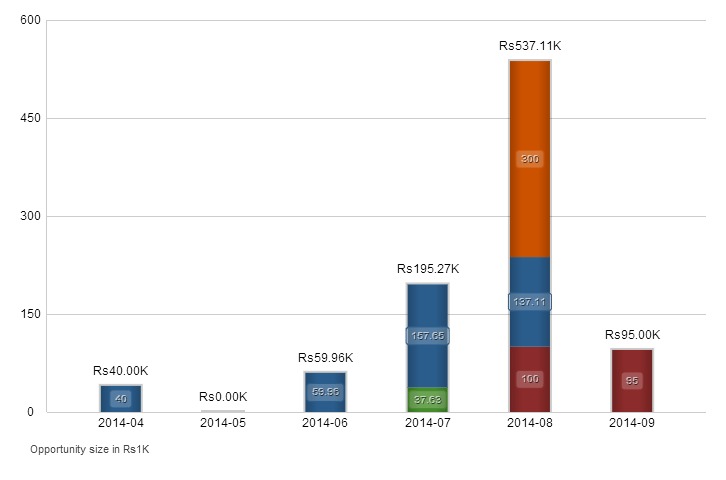 600
Rs537.11K
450
300
300
Rs195.27K
137.11
150
157.65
Rs59.96K
Rs40.00K
Rs95.00K
Rs0.00K
100
95
59.96
40
37.63
0
2014-04 2014-05 2014-06 2014-07 2014-08 2014-09
Opportunity size in Rs1K